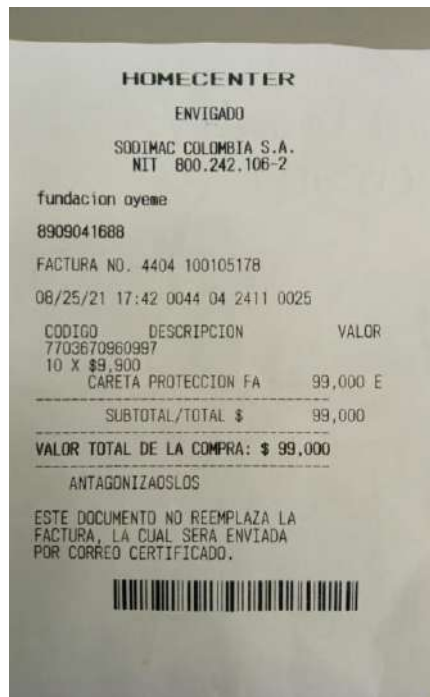 HOMECENTER
ENVIGADO
SODIMAC COLOMBIA S.A.
NIT 800.242.106-2
fundacion oyeme
8909041688
FACTURA NO. 4404 100105178
08/25/21 17:42 0044 04 2411 0025
CODIGO DESCRIPCION VALOR
7703670960997
10 X $9,900
CARETA PROTECCION FA 99,000 E
SUBTOTAL/TOTAL $ 99,000
VALOR TOTAL DE LA COMPRA: $ 99,000
ANTAGONIZAOSLOS
ESTE DOCUMENTO NO REEMPLAZA LA
FACTURA, LA CUAL SERA ENVIADA
POR CORREO CERTIFICADO.